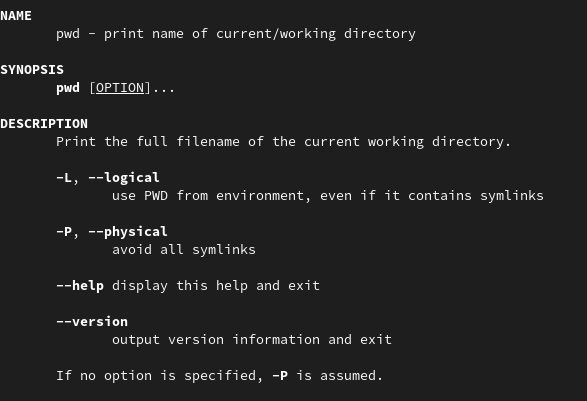 NAME
pwd - print name of current/working directory
SYNOPSIS
pwd [OPTION]...
DESCRIPTION
Print the full filename of the current working directory.
-L, --logical
use PWD from environment, even if it contains symlinks
-P, --physical
avoid all symlinks
--help display this help and exit
--version
output version information and exit
If no option is specified, -P is assumed.